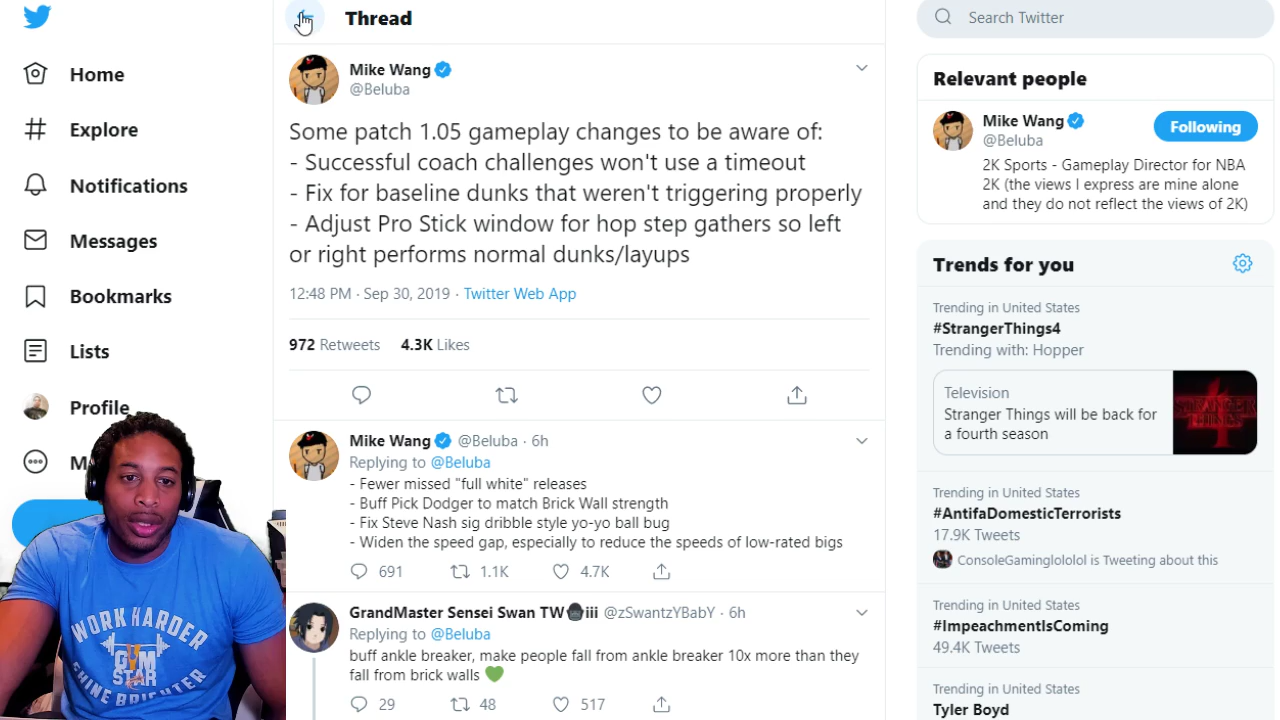 Home
Explore
Notifications
Messages
Bookmarks
Lists
Profile
Thread
Mike Wang
@Beluba
Some patch 1.05 gameplay changes to be aware of:
- Successful coach challenges won't use a timeout
- Fix for baseline dunks that weren't triggering properly
- Adjust Pro Stick window for hop step gathers so left
or right performs normal dunks/layups
12:48 PM · Sep 30, 2019 · Twitter Web App
972 Retweets 4.3K Likes
Mike Wang @Beluba · 6h
Replying to @Beluba
- Fewer missed "full white" releases
- Buff Pick Dodger to match Brick Wall strength
- Fix Steve Nash sig dribble style yo-yo ball bug
- Widen the speed gap, especially to reduce the speeds of low-rated bigs
691 1.1K 4.7K
GrandMaster Sensei Swan TW iii @zSwantzYBabY · 6h
Replying to @Beluba
buff ankle breaker, make people fall from ankle breaker 10x more than they
fall from brick walls 💚
29 48 517
Search Twitter
Relevant people
Mike Wang
@Beluba
Following
2K Sports - Gameplay Director for NBA
2K (the views I express are mine alone
and they do not reflect the views of 2K)
Trends for you
Trending in United States
#StrangerThings4
Trending with: Hopper
Television
Stranger Things will be back for
a fourth season
Trending in United States
#AntifaDomesticTerrorists
17.9K Tweets
ConsoleGaminglololol is Tweeting about this
Trending in United States
#ImpeachmentIsComing
49.4K Tweets
Trending in United States
Tyler Boyd
WORK HARDER
GYM
STAR
SHINE BRIGHTER